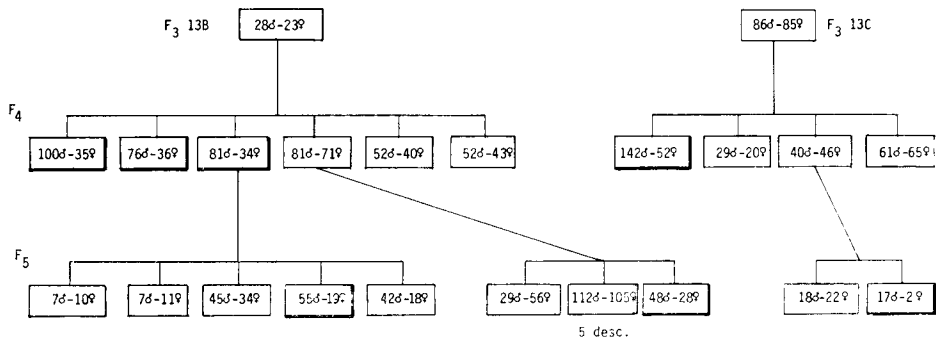 F3 13B 28♂-23♀ 86♂-85♀ F3 13C
F4
100♂-35♀ 76♂-36♀ 81♂-34♀ 81♂-71♀ 52♂-40♀ 52♂-43♀ 142♂-52♀ 29♂-20♀ 40♂-46♀ 61♂-65♀
F5
7♂-10♀ 7♂-11♀ 45♂-34♀ 55♂-19♀ 42♂-18♀ 29♂-56♀ 112♂-105♀ 48♂-28♀ 18♂-22♀ 17♂-2♀
5 desc.